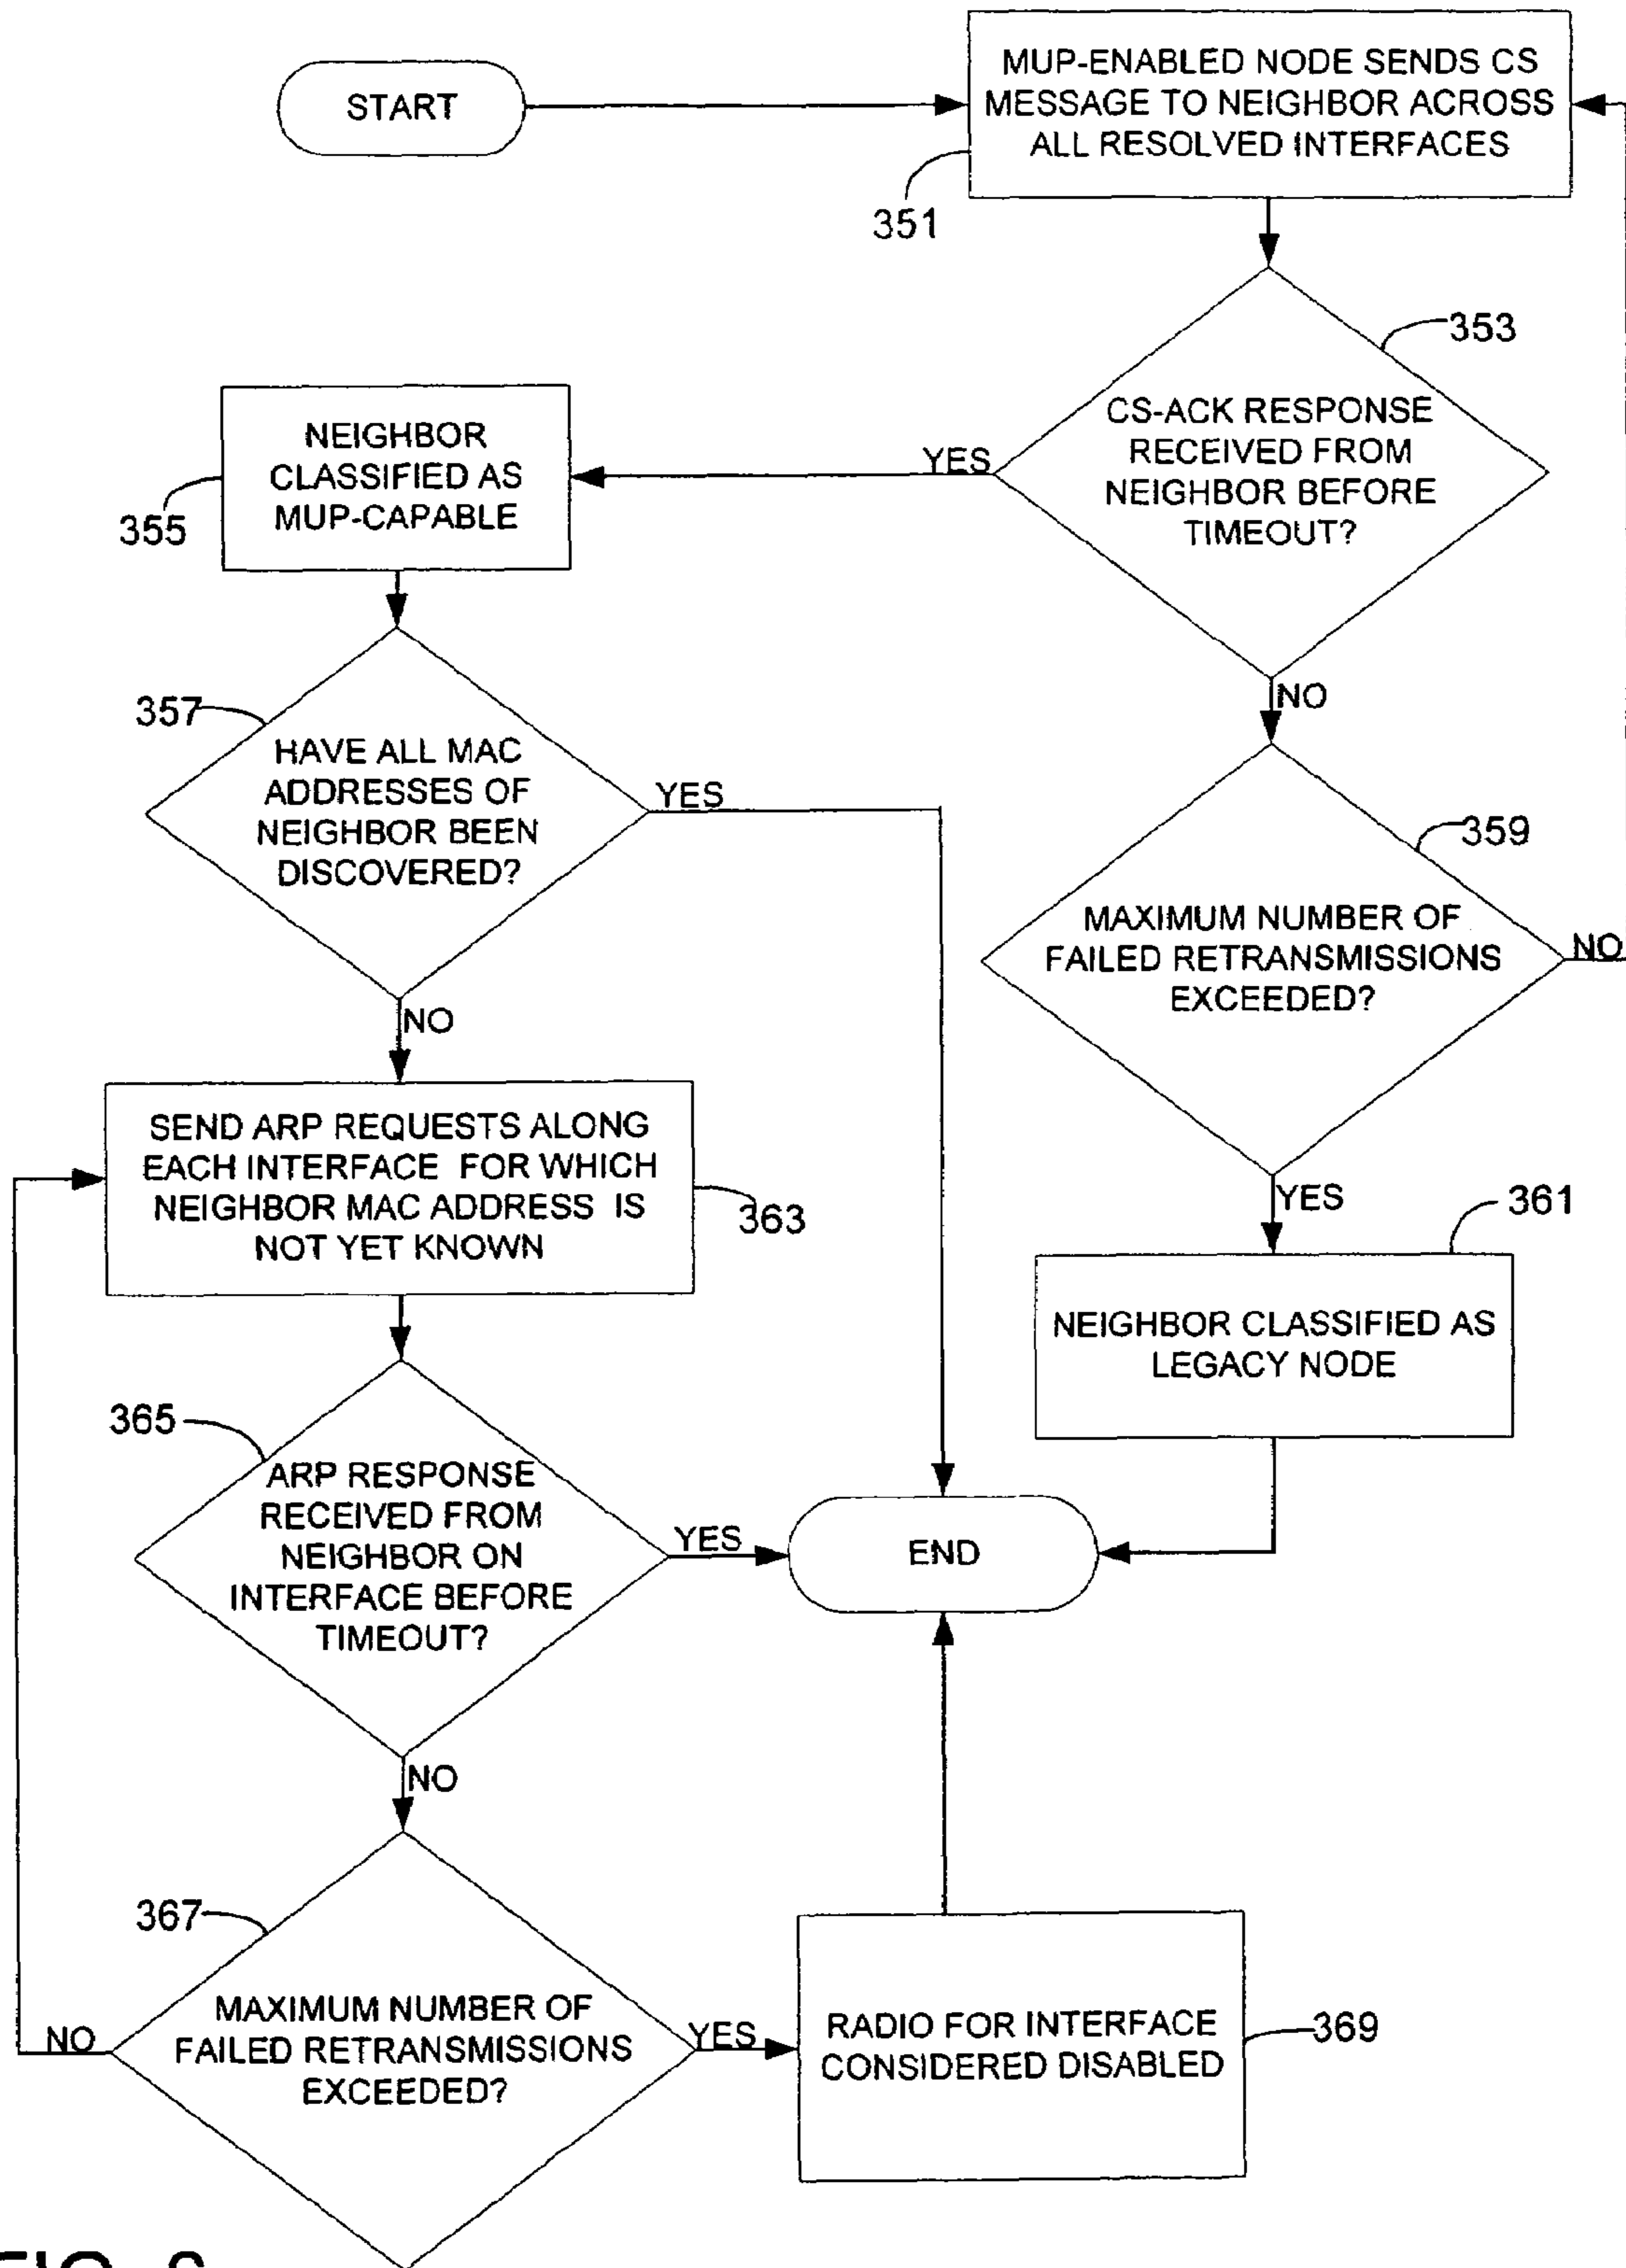 START
MUP-ENABLED NODE SENDS CS
MESSAGE TO NEIGHBOR ACROSS
ALL RESOLVED INTERFACES
351
353
CS-ACK RESPONSE
RECEIVED FROM
NEIGHBOR BEFORE
TIMEOUT?
YES
NO
NEIGHBOR
CLASSIFIED AS
MUP-CAPABLE
355
357
HAVE ALL MAC
ADDRESSES OF
NEIGHBOR BEEN
DISCOVERED?
YES
NO
359
MAXIMUM NUMBER OF
FAILED RETRANSMISSIONS
EXCEEDED?
NO
YES
361
NEIGHBOR CLASSIFIED AS
LEGACY NODE
SEND ARP REQUESTS ALONG
EACH INTERFACE FOR WHICH
NEIGHBOR MAC ADDRESS IS
NOT YET KNOWN
363
365
ARP RESPONSE
RECEIVED FROM
NEIGHBOR ON
INTERFACE BEFORE
TIMEOUT?
YES
END
NO
367
MAXIMUM NUMBER OF
FAILED RETRANSMISSIONS
EXCEEDED?
NO
YES
RADIO FOR INTERFACE
CONSIDERED DISABLED
369